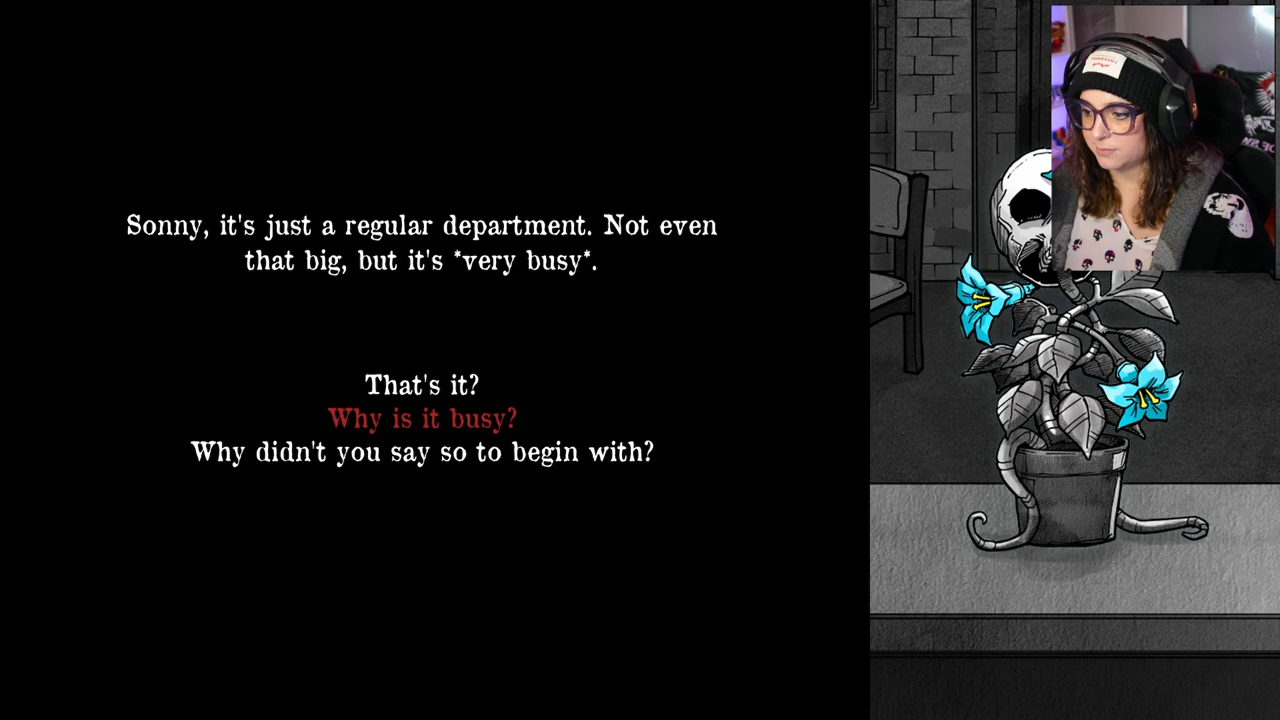 Sonny, it's just a regular department. Not even
that big, but it's *very busy*.
That's it?
Why is it busy?
Why didn't you say so to begin with?